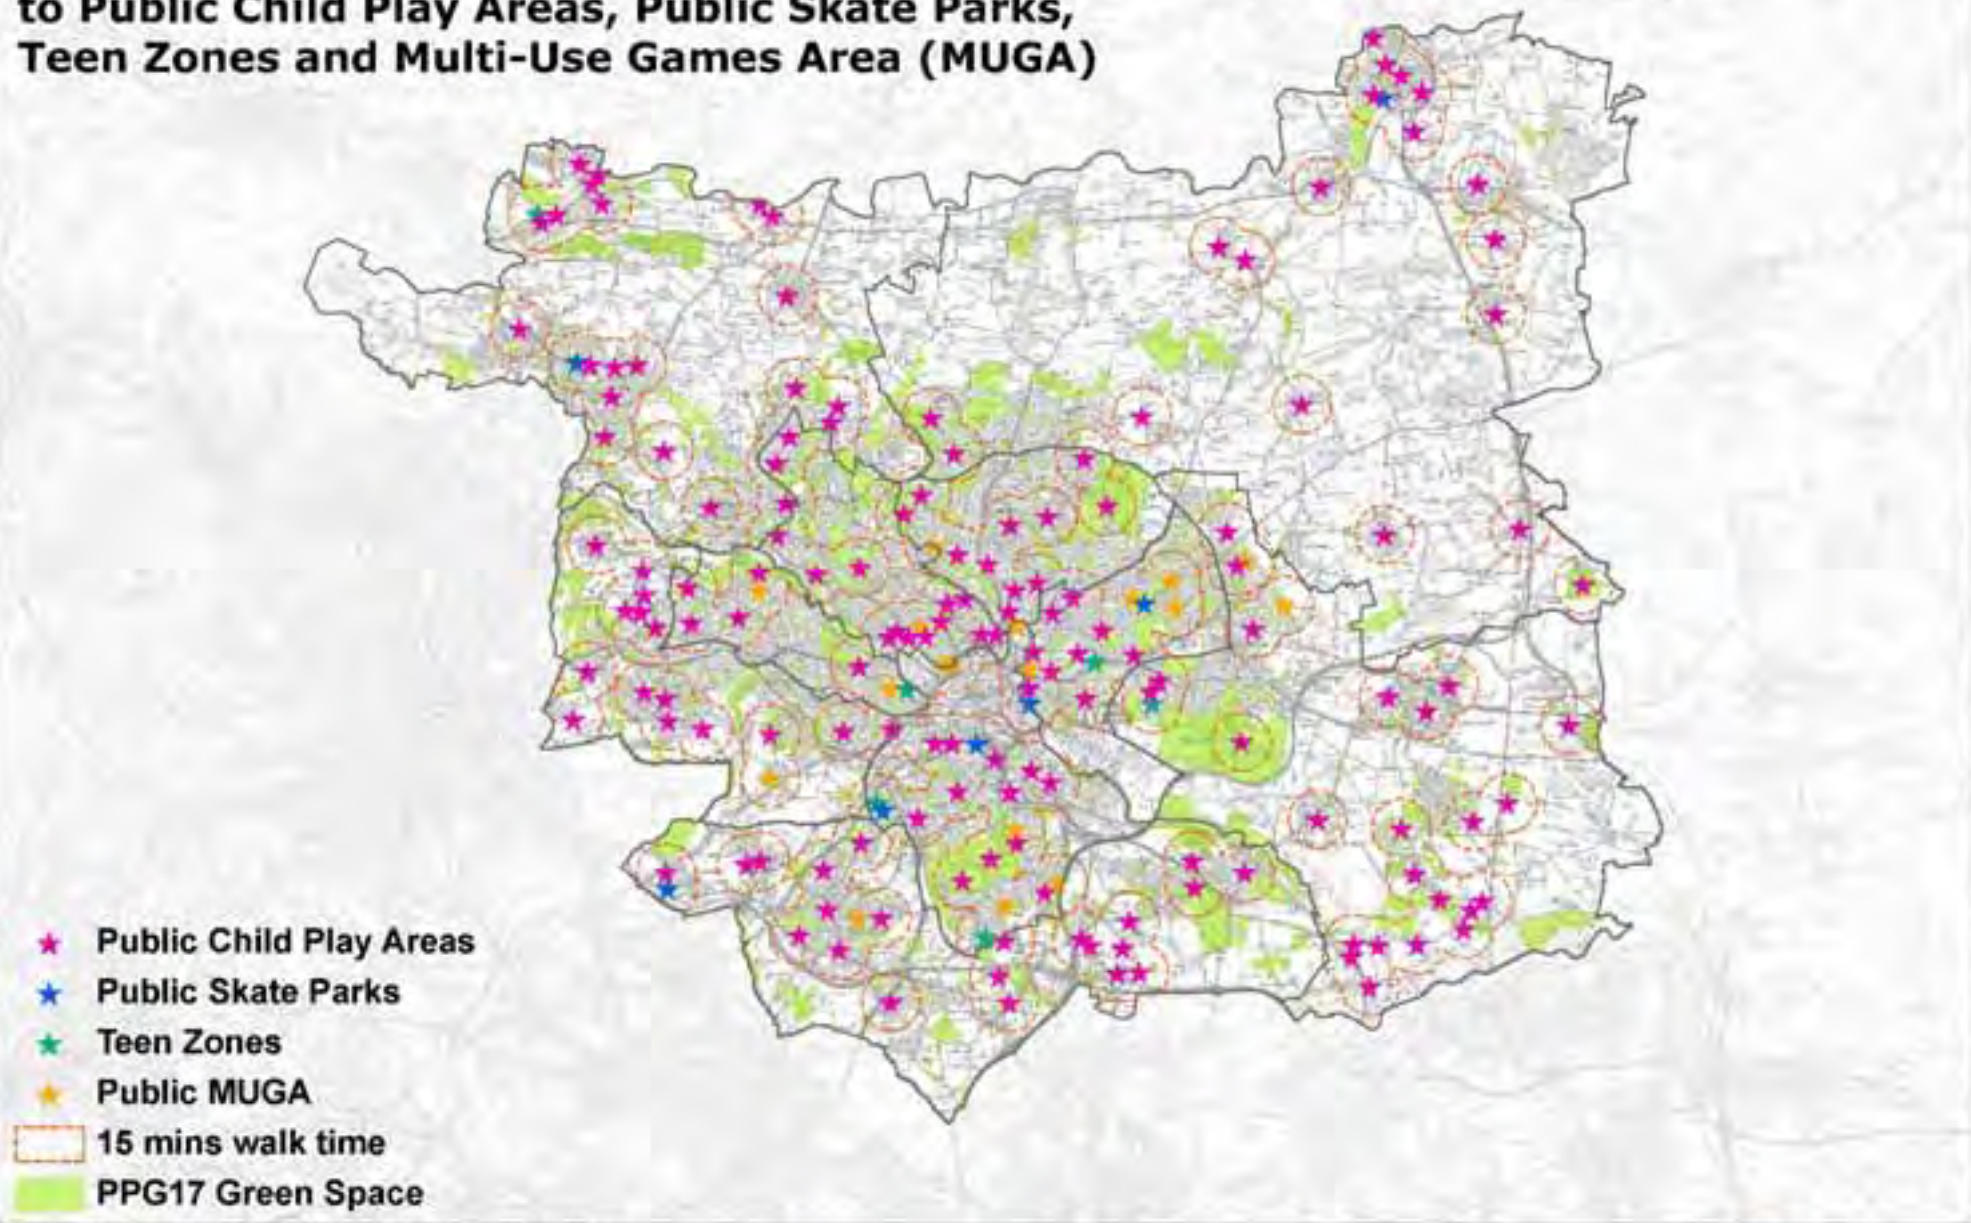 to Public Child Play Areas, Public Skate Parks,
Teen Zones and Multi-Use Games Area (MUGA)
Public Child Play Areas
Public Skate Parks
Teen Zones
Public MUGA
15 mins walk time
PPG17 Green Space